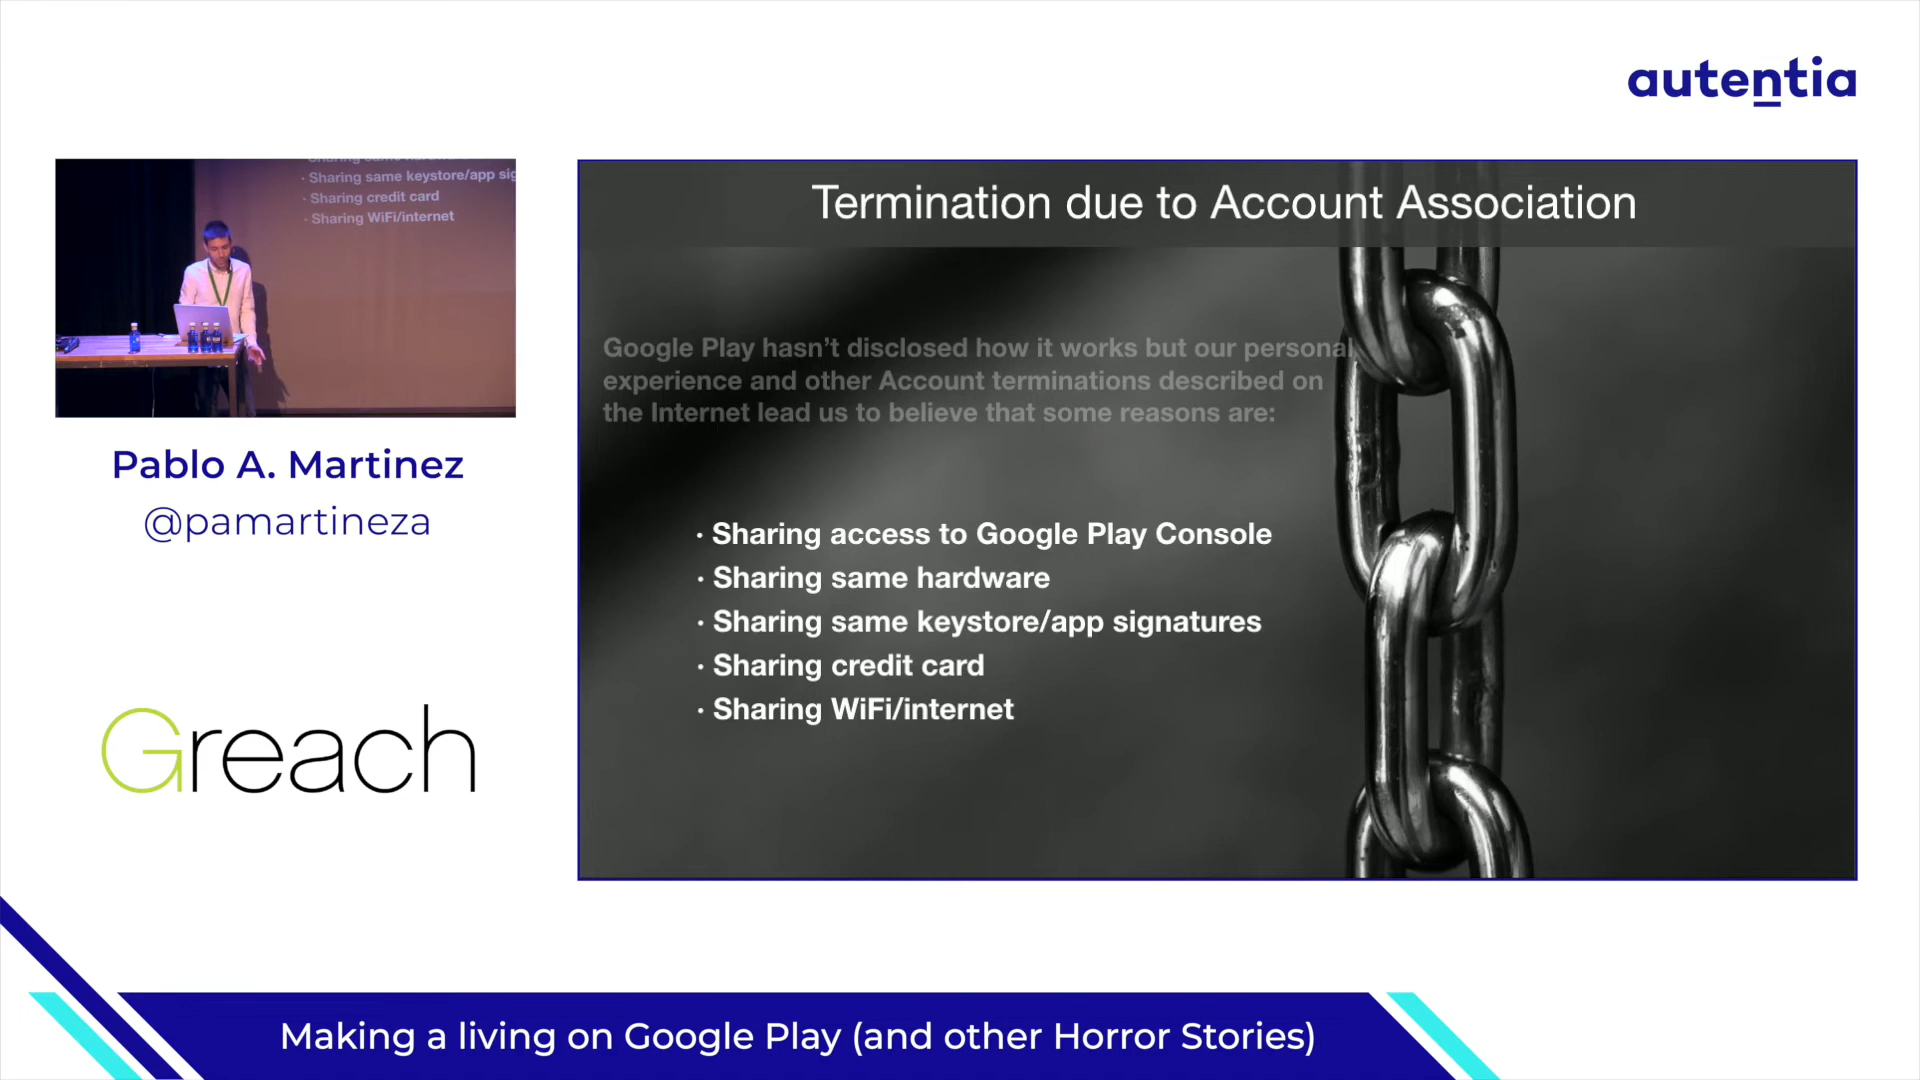 autentia
· Sharing same keystore/app sig
· Sharing credit card
· Sharing WiFi/internet
Pablo A. Martinez
@pamartineza
Greach
Termination due to Account Association
Google Play hasn’t disclosed how it works but our personal
experience and other Account terminations described on
the Internet lead us to believe that some reasons are:
· Sharing access to Google Play Console
· Sharing same hardware
· Sharing same keystore/app signatures
· Sharing credit card
· Sharing WiFi/internet
Making a living on Google Play (and other Horror Stories)